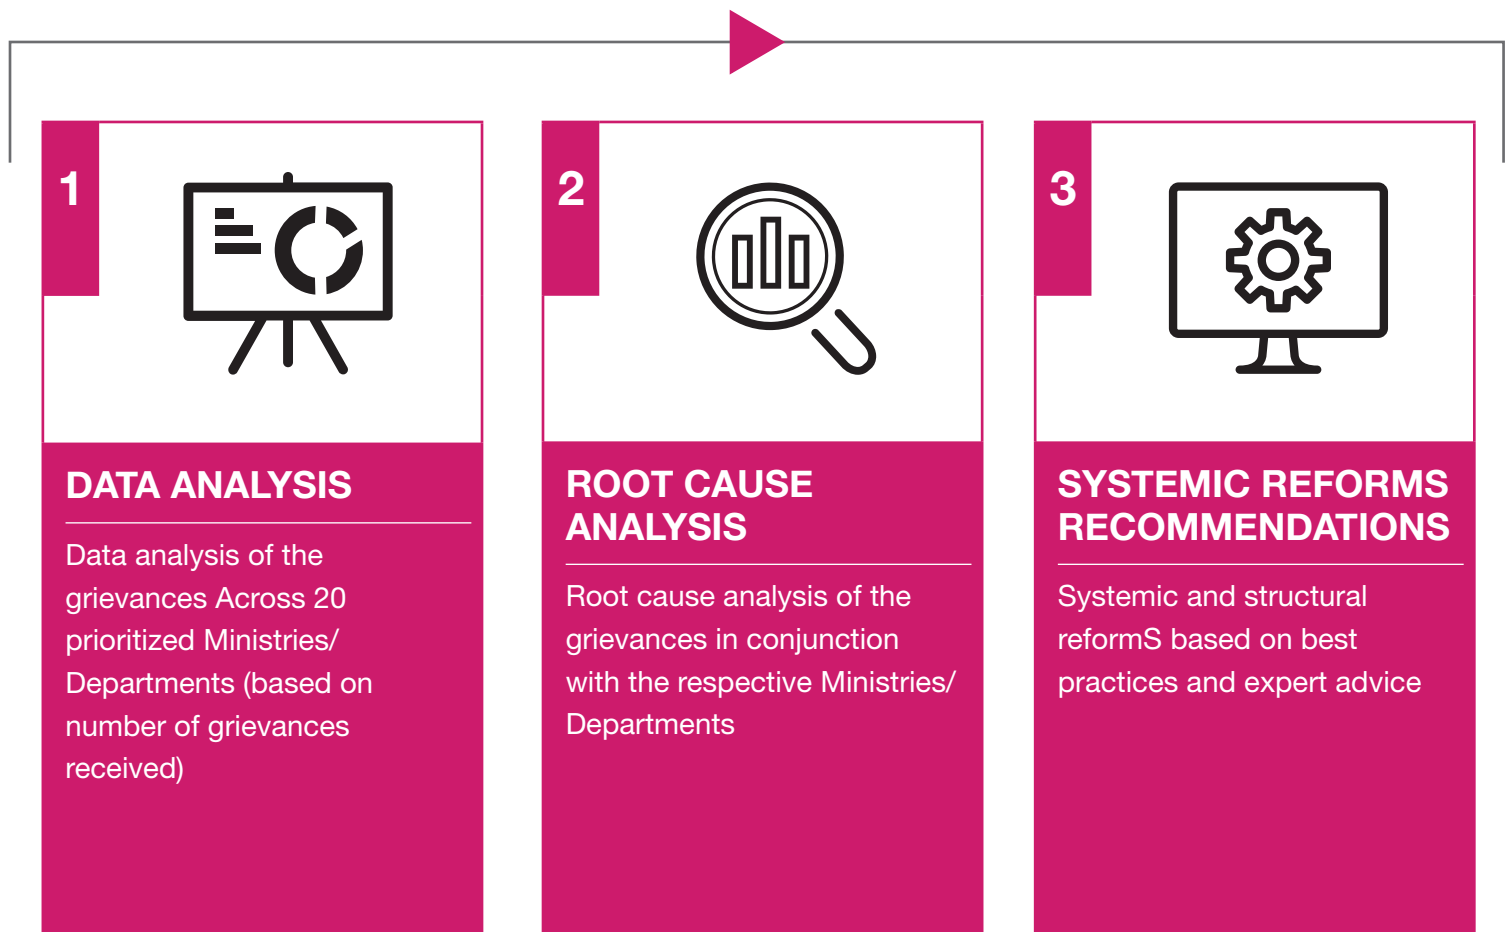 1
DATA ANALYSIS
Data analysis of the
grievances Across 20
prioritized Ministries/
Departments (based on
number of grievances
received)
2
ROOT CAUSE
ANALYSIS
Root cause analysis of the
grievances in conjunction
with the respective Ministries/
Departments
3
SYSTEMIC REFORMS
RECOMMENDATIONS
Systemic and structural
reformS based on best
practices and expert advice